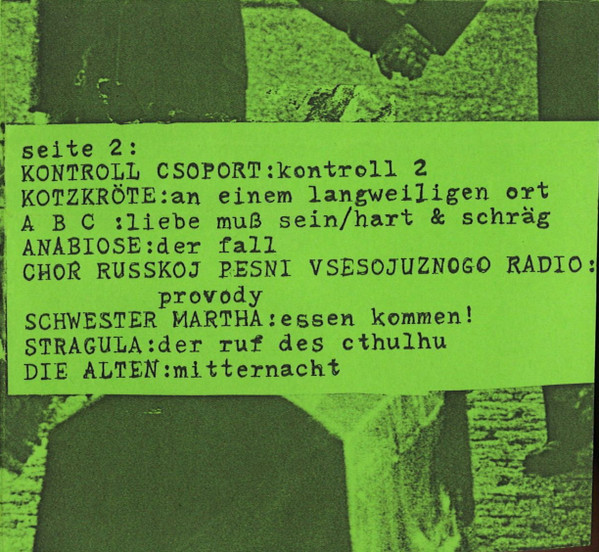 seite 2:
KONTROLL CSOPORT:kontroll 2
KOTZKRÖTE:an einem langweiligen ort
A B C :liebe muß sein/hart & schräg
ANABIOSE:der fall
CHOR RUSSKOJ PESNI VSESOJUZNOGO RADIO:
provody
SCHWESTER MARTHA:essen kommen!
STRAGULA:der ruf des cthulhu
DIE ALTEN:mitternacht